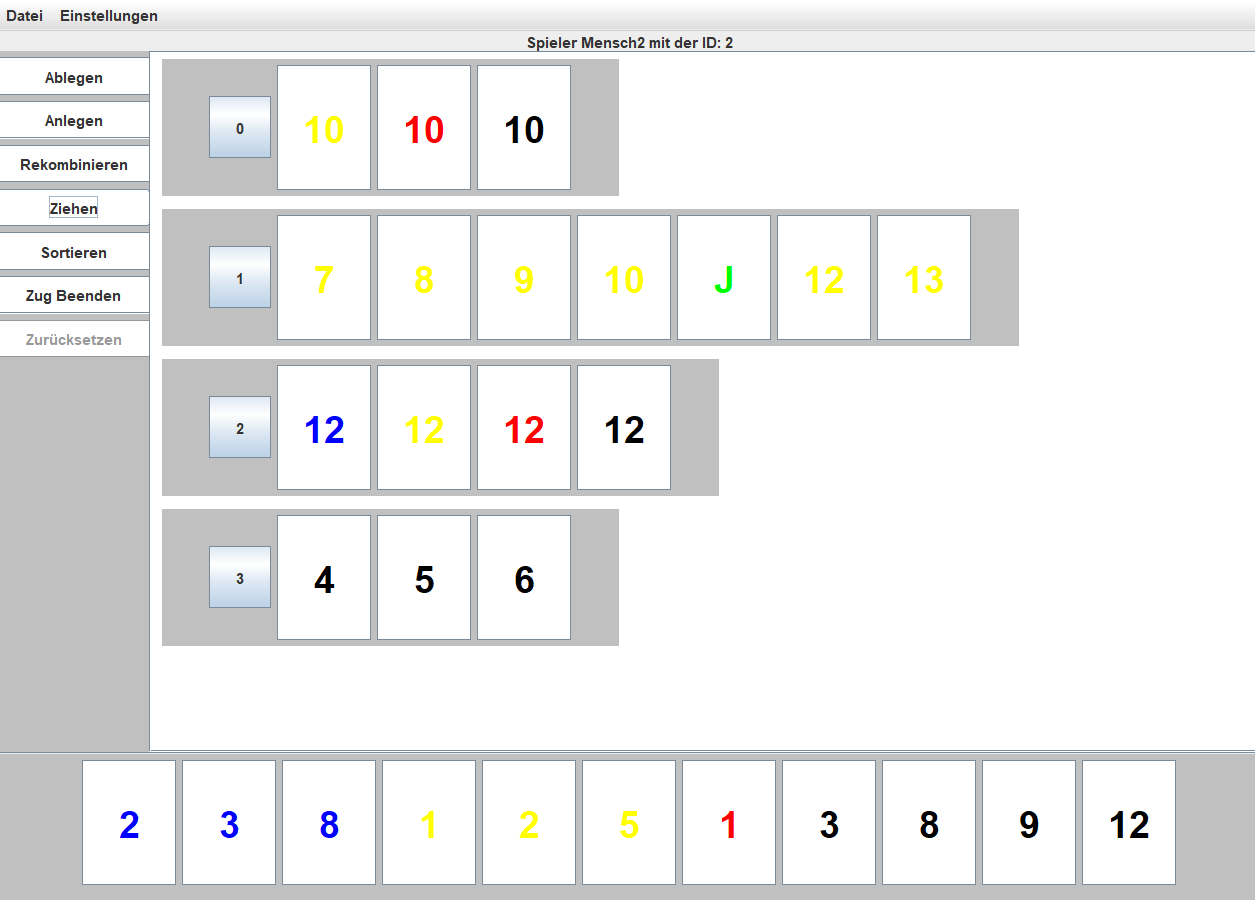 Datei Einstellungen
Spieler Mensch2 mit der ID: 2
Ablegen
Anlegen
Rekombinieren
Ziehen
Sortieren
Zug Beenden
Zurücksetzen
0 10 10 10
1 7 8 9 10 J 12 13
2 12 12 12 12
3 4 5 6
2 3 8 1 2 5 1 3 8 9 12